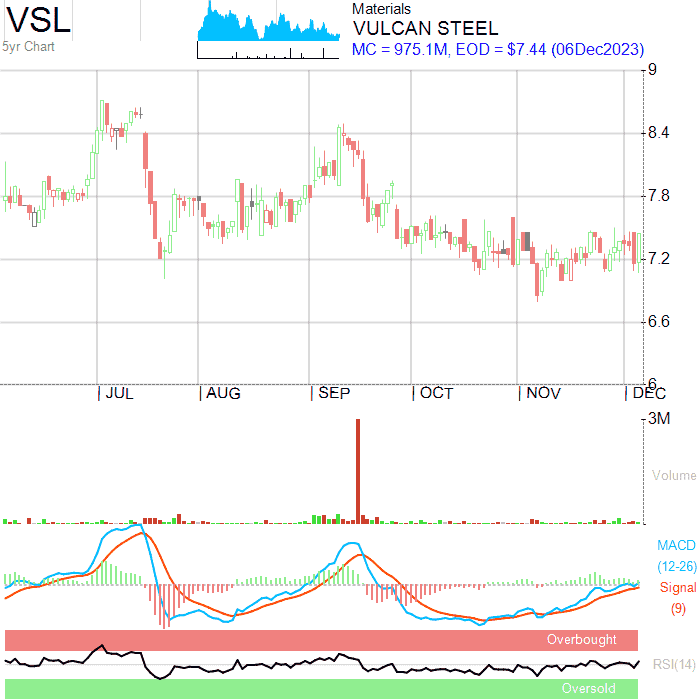 VSL
5yr Chart
Materials
VULCAN STEEL
MC = 975.1M, EOD = $7.44 (06Dec2023)
9
8.4
7.8
7.2
6.6
6
JUL AUG SEP OCT NOV DEC
3M
Volume
MACD
(12-26)
Signal
(9)
Overbought
RSI(14)
Oversold